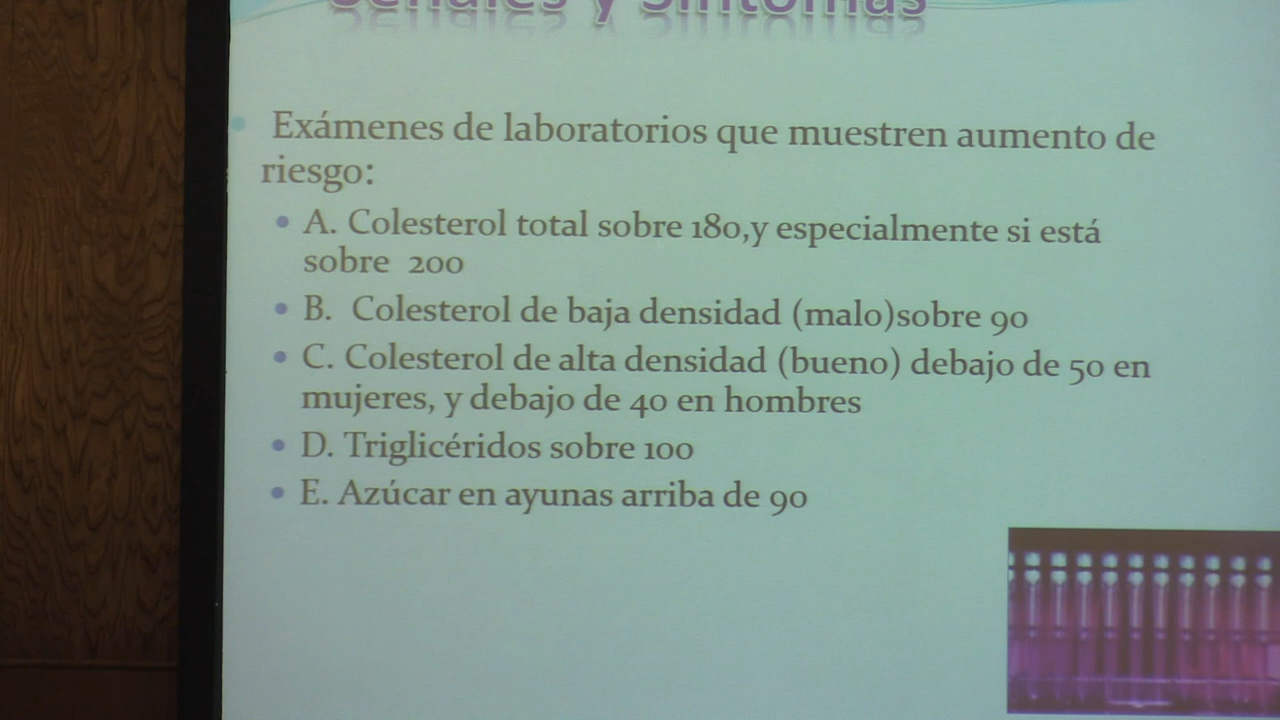 Señales y Síntomas
Exámenes de laboratorios que muestren aumento de
riesgo:
A. Colesterol total sobre 180,y especialmente si está
sobre 200
B. Colesterol de baja densidad (malo)sobre 90
C. Colesterol de alta densidad (bueno) debajo de 50 en
mujeres, y debajo de 40 en hombres
D. Triglicéridos sobre 100
E. Azúcar en ayunas arriba de 90